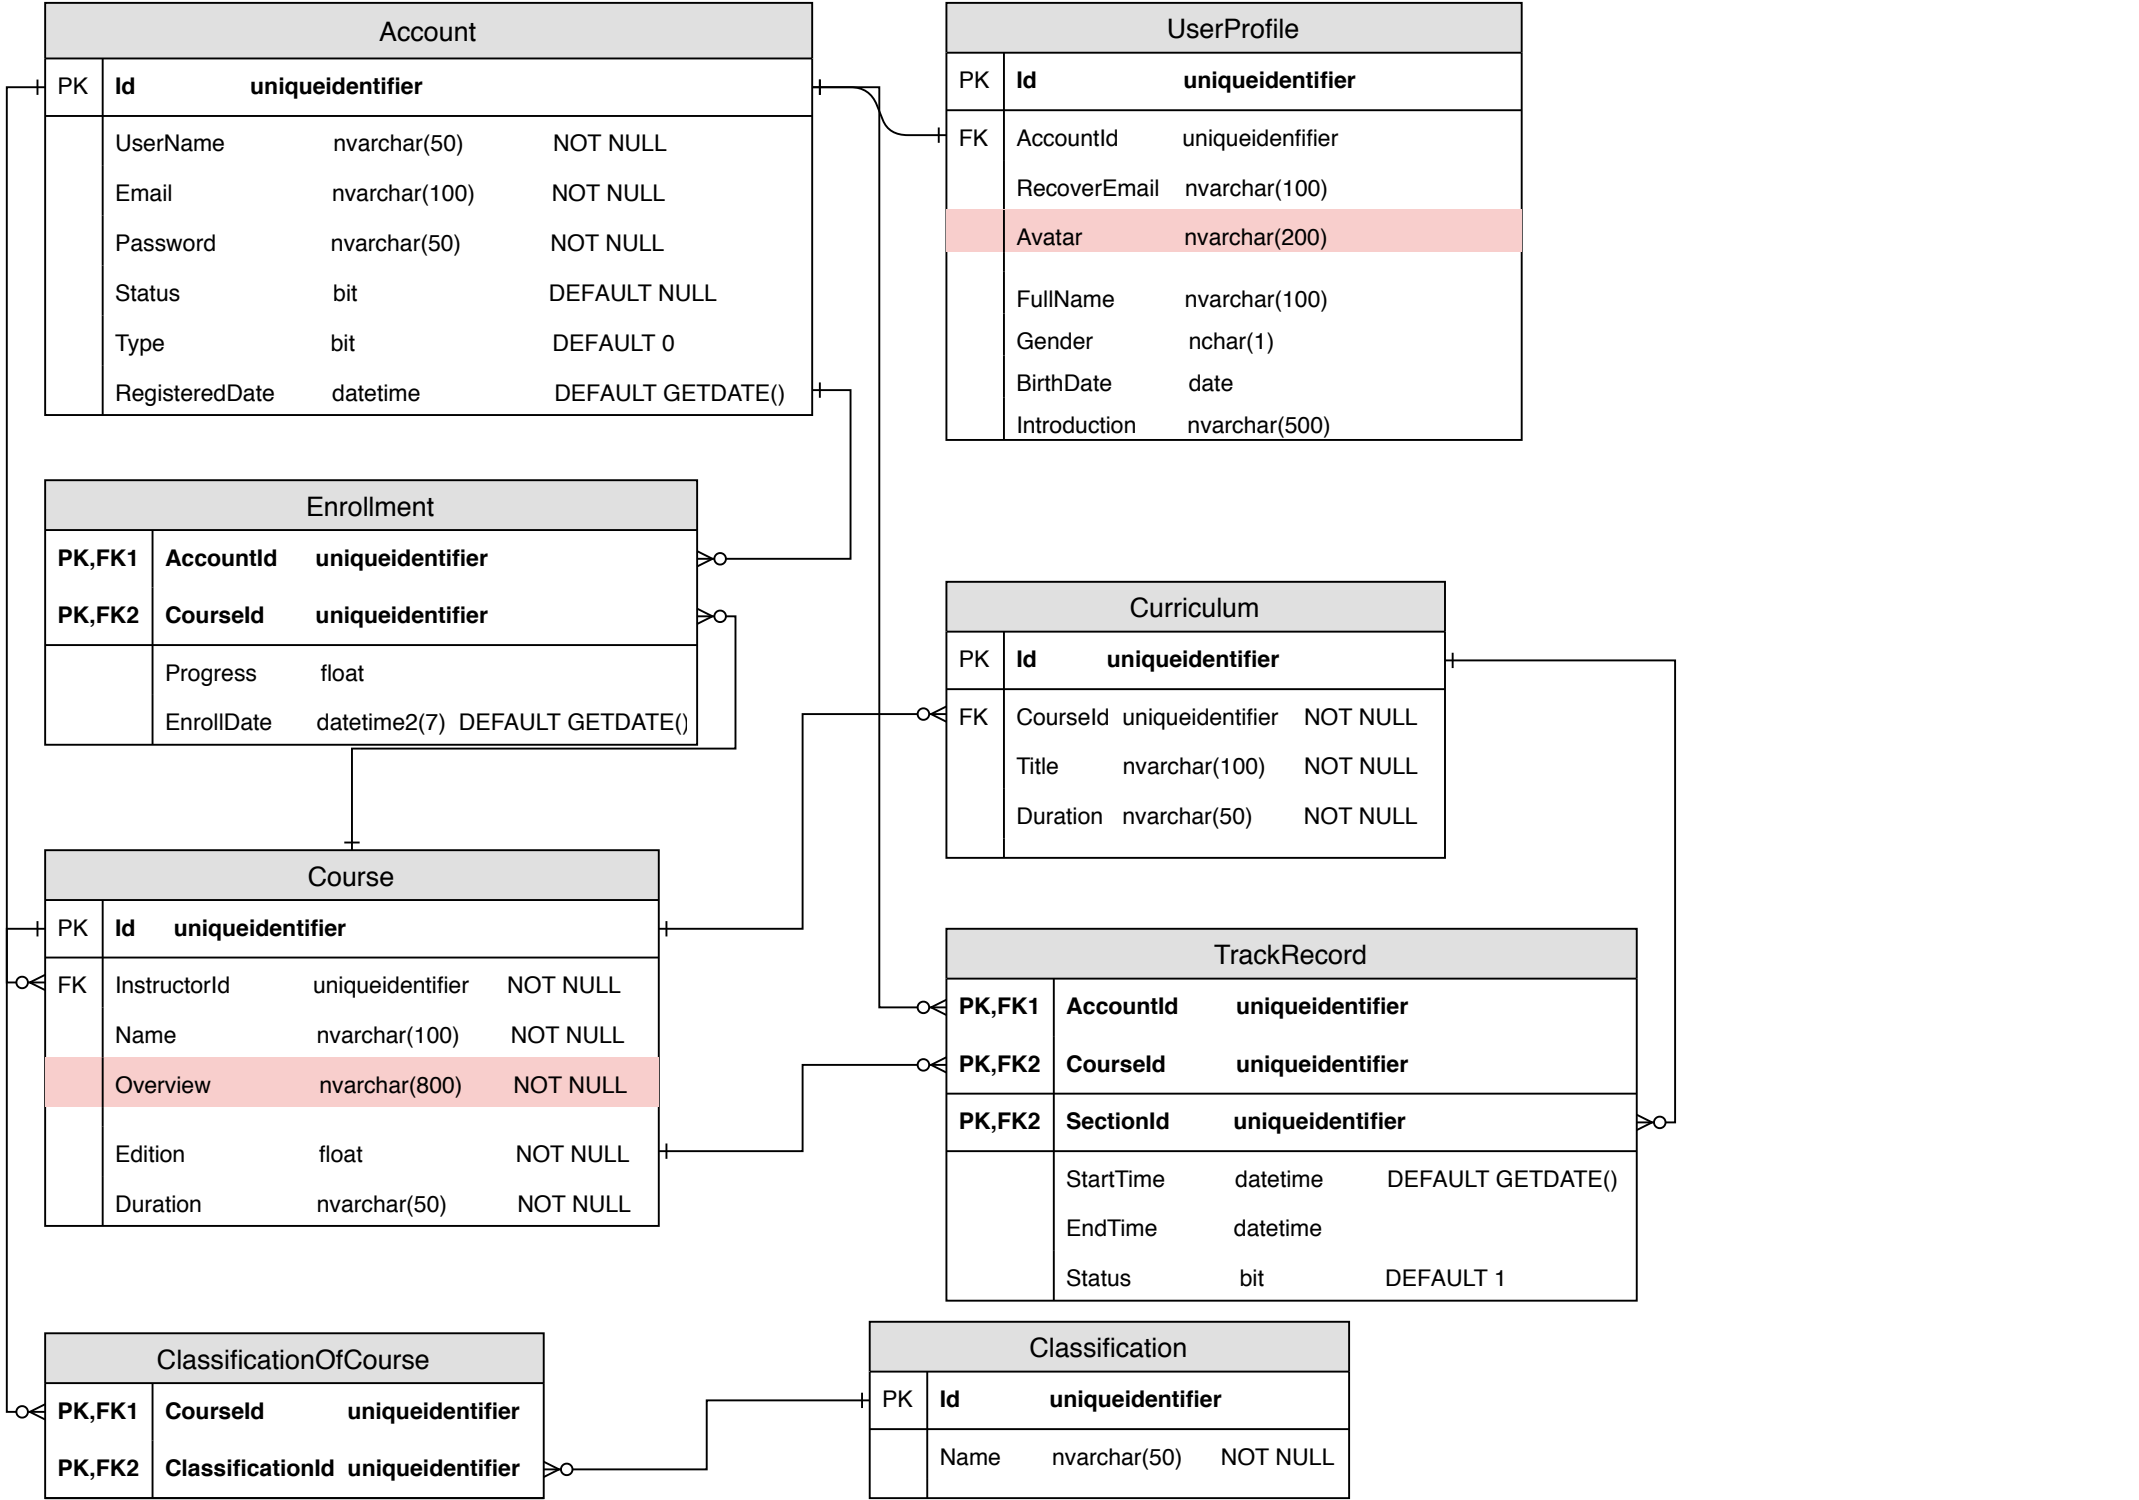 Account
PK Id uniqueidentifier
UserName nvarchar(50) NOT NULL
Email nvarchar(100) NOT NULL
Password nvarchar(50) NOT NULL
Status bit DEFAULT NULL
Type bit DEFAULT 0
RegisteredDate datetime DEFAULT GETDATE()
UserProfile
PK Id uniqueidentifier
FK AccountId uniqueidenfifier
RecoverEmail nvarchar(100)
Avatar nvarchar(200)
FullName nvarchar(100)
Gender nchar(1)
BirthDate date
Introduction nvarchar(500)
Enrollment
PK,FK1 AccountId uniqueidentifier
PK,FK2 CourseId uniqueidentifier
Progress float
EnrollDate datetime2(7) DEFAULT GETDATE()
Curriculum
PK Id uniqueidentifier
FK CourseId uniqueidentifier NOT NULL
Title nvarchar(100) NOT NULL
Duration nvarchar(50) NOT NULL
Course
PK Id uniqueidentifier
FK InstructorId uniqueidentifier NOT NULL
Name nvarchar(100) NOT NULL
Overview nvarchar(800) NOT NULL
Edition float NOT NULL
Duration nvarchar(50) NOT NULL
TrackRecord
PK,FK1 AccountId uniqueidentifier
PK,FK2 CourseId uniqueidentifier
PK,FK2 SectionId uniqueidentifier
StartTime datetime DEFAULT GETDATE()
EndTime datetime
Status bit DEFAULT 1
ClassificationOfCourse
PK,FK1 CourseId uniqueidentifier
PK,FK2 ClassificationId uniqueidentifier
Classification
PK Id uniqueidentifier
Name nvarchar(50) NOT NULL